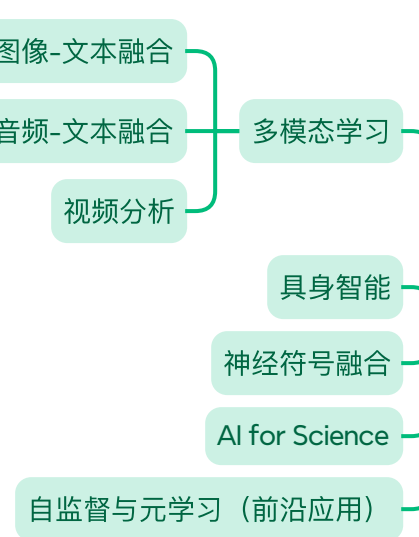 图像-文本融合
音频-文本融合
多模态学习
视频分析
具身智能
神经符号融合
AI for Science
自监督与元学习（前沿应用）